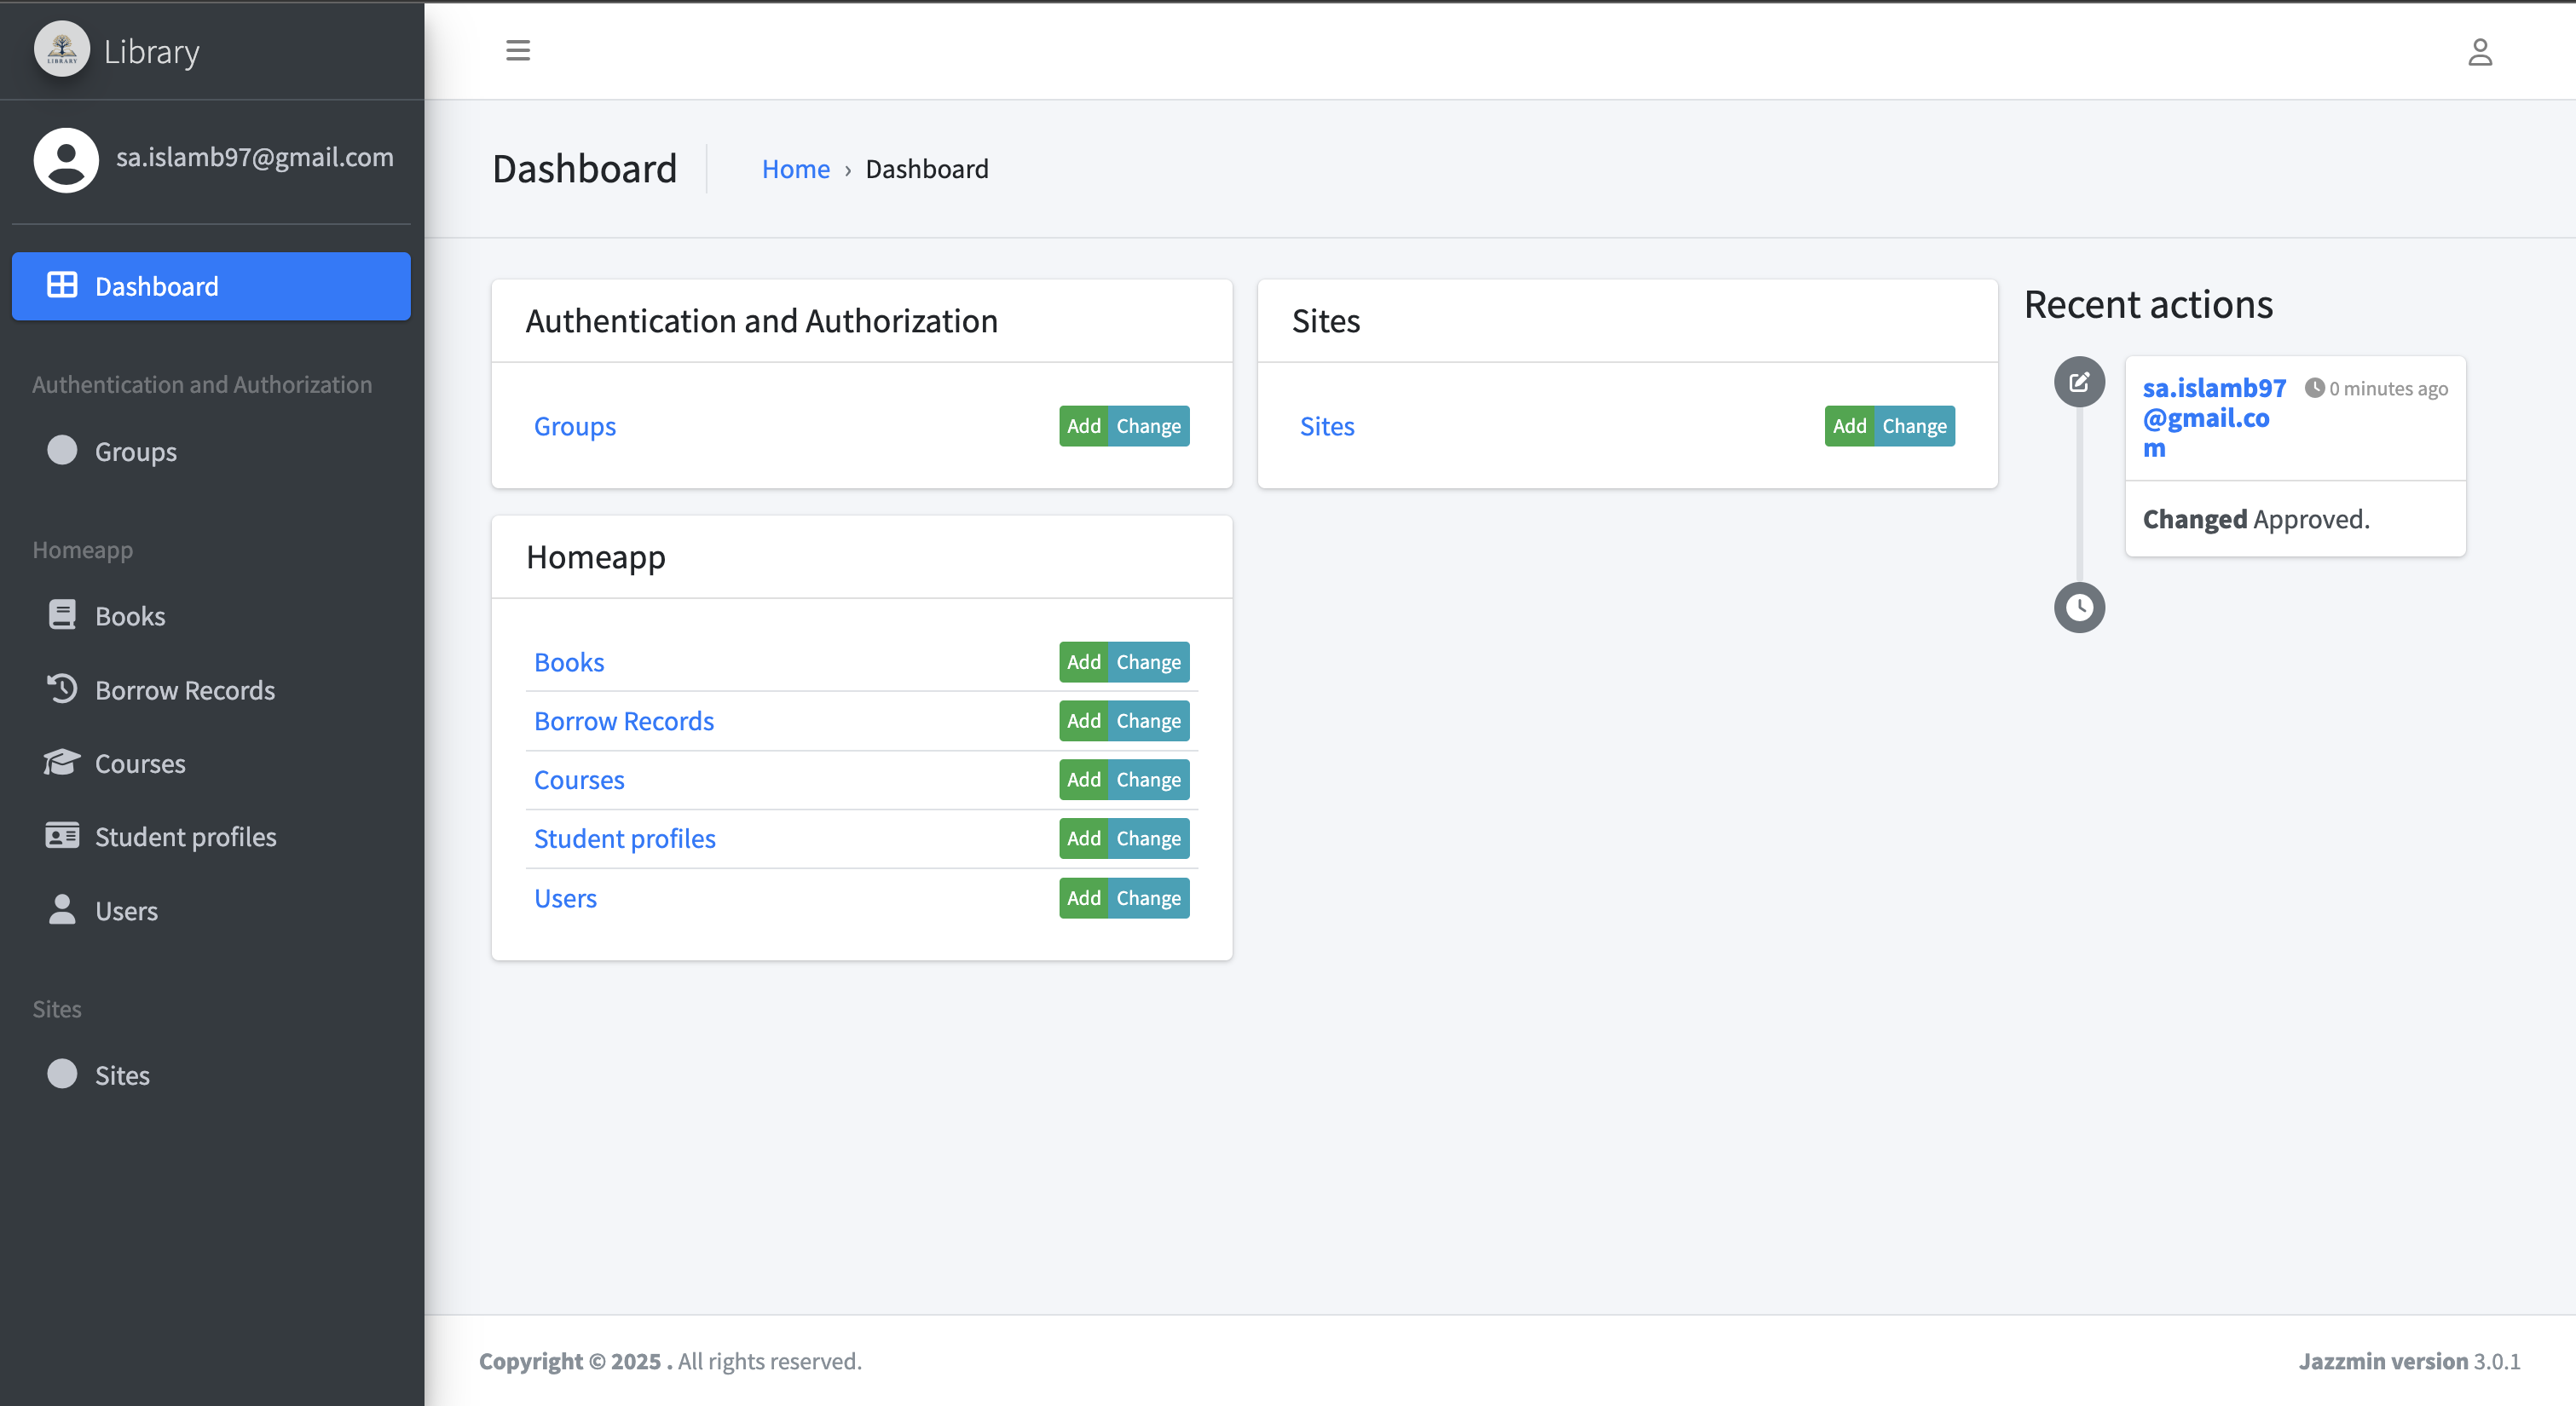 LIBRARY
Library
sa.islamb97@gmail.com
Dashboard
Authentication and Authorization
Groups
Homeapp
Books
Borrow Records
Courses
Student profiles
Users
Sites
Sites
Dashboard
Home › Dashboard
Authentication and Authorization
Groups Add Change
Sites
Sites Add Change
Homeapp
Books Add Change
Borrow Records Add Change
Courses Add Change
Student profiles Add Change
Users Add Change
Recent actions
sa.islamb97 0 minutes ago
@gmail.co
m
Changed Approved.
Copyright © 2025 . All rights reserved.
Jazzmin version 3.0.1